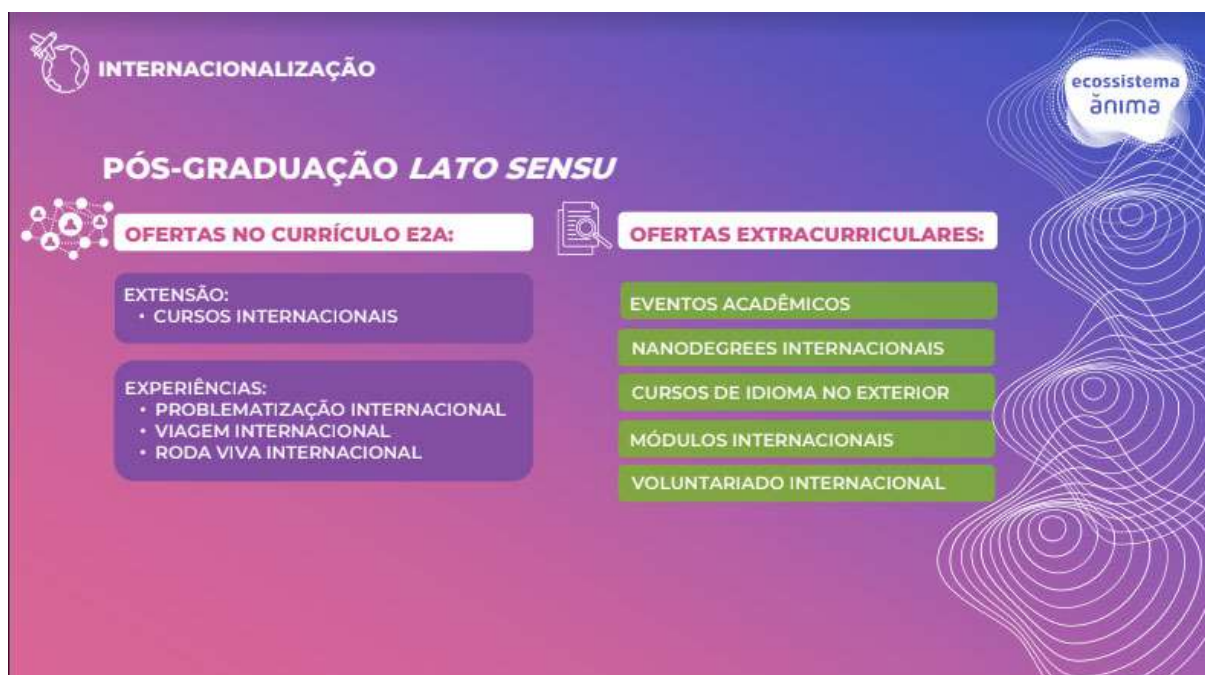 INTERNACIONALIZAÇÃO
ecossistema
ănima
PÓS-GRADUAÇÃO LATO SENSU
OFERTAS NO CURRÍCULO E2A:
EXTENSÃO:
• CURSOS INTERNACIONAIS
EXPERIÊNCIAS:
• PROBLEMATIZAÇÃO INTERNACIONAL
• VIAGEM INTERNACIONAL
• RODA VIVA INTERNACIONAL
OFERTAS EXTRACURRICULARES:
EVENTOS ACADÊMICOS
NANODEGREES INTERNACIONAIS
CURSOS DE IDIOMA NO EXTERIOR
MÓDULOS INTERNACIONAIS
VOLUNTARIADO INTERNACIONAL